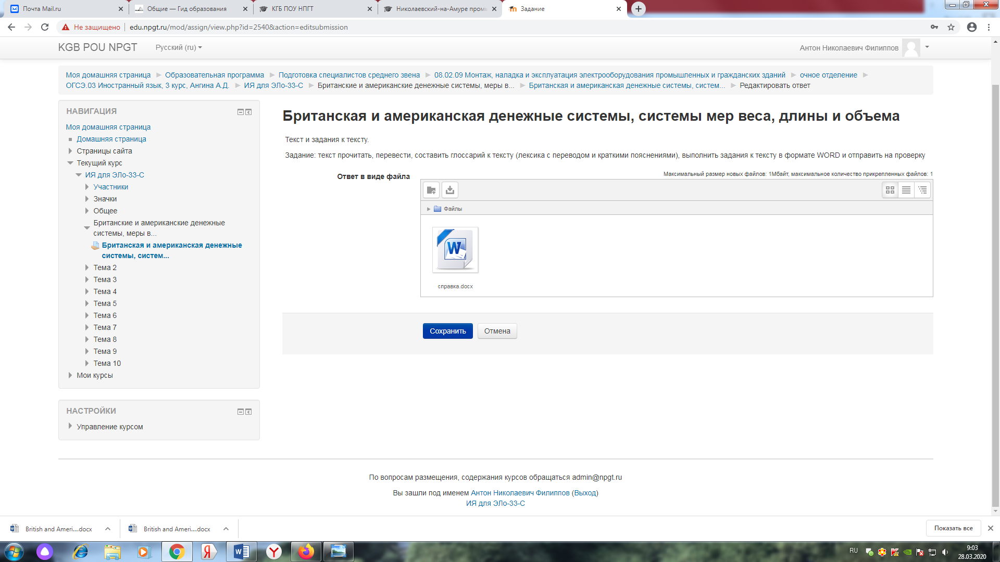 Почта Mail.ru
Общие — Гид образования
КГБ ПОУ НПГТ
Николаевский-на-Амуре пром
Задание
Не защищено
edu.npgt.ru/mod/assign/view.php?id=2540&action=editsubmission
KGB POU NPGT
Русский (ru)
Антон Николаевич Филиппов
Моя домашняя страница ► Образовательная программа ► Подготовка специалистов среднего звена ► 08.02.09 Монтаж, наладка и эксплуатация электрооборудования промышленных и гражданских зданий ► очное отделение ►
ОГСЭ.03 Иностранный язык, 3 курс, Ангина А.Д. ► ИЯ для ЭЛо-33-С ► Британские и американские денежные системы, меры в... ► Британская и американская денежные системы, систем... ► Редактировать ответ
НАВИГАЦИЯ
Моя домашняя страница
Домашняя страница
Страницы сайта
Текущий курс
ИЯ для ЭЛо-33-С
Участники
Значки
Общее
Британские и американские денежные
системы, меры в...
Британская и американская денежные
системы, систем...
Тема 2
Тема 3
Тема 4
Тема 5
Тема 6
Тема 7
Тема 8
Тема 9
Тема 10
Мои курсы
НАСТРОЙКИ
Управление курсом
Британская и американская денежные системы, системы мер веса, длины и объема
Текст и задания к тексту.
Задание: текст прочитать, перевести, составить глоссарий к тексту (лексика с переводом и краткими пояснениями), выполнить задания к тексту в формате WORD и отправить на проверку
Ответ в виде файла
Максимальный размер новых файлов: 1Мбайт, максимальное количество прикрепленных файлов: 1
Файлы
справка.docx
Сохранить
Отмена
По вопросам размещения, содержания курсов обращаться admin@npgt.ru
Вы зашли под именем Антон Николаевич Филиппов (Выход)
ИЯ для ЭЛо-33-С
British and Ameri....docx
British and Ameri....docx
Показать все
RU
9:03
28.03.2020